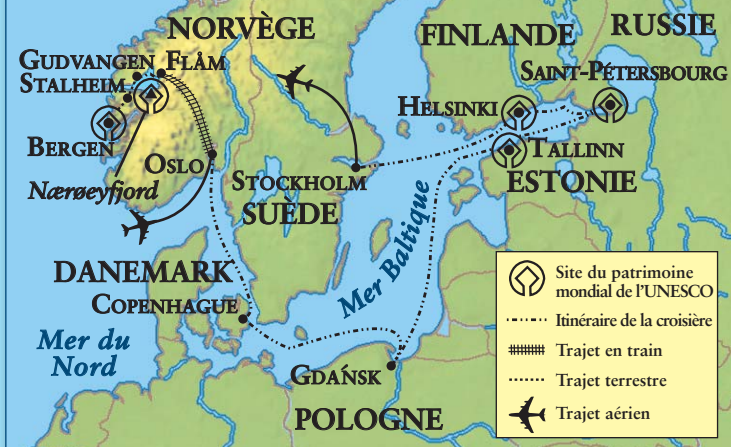 NORVÈGE
FINLANDE
RUSSIE
GUDVANGEN
FLÅM
STALHEIM
SAINT-PÉTERSBOURG
HELSINKI
BERGEN
OSLO
TALLINN
Nærøeyfjord
STOCKHOLM
ESTONIE
SUÈDE
Mer Baltique
DANEMARK
COPENHAGUE
Mer du
Nord
GDAŃSK
POLOGNE
Site du patrimoine
mondial de l'UNESCO
Itinéraire de la croisière
Trajet en train
Trajet terrestre
Trajet aérien